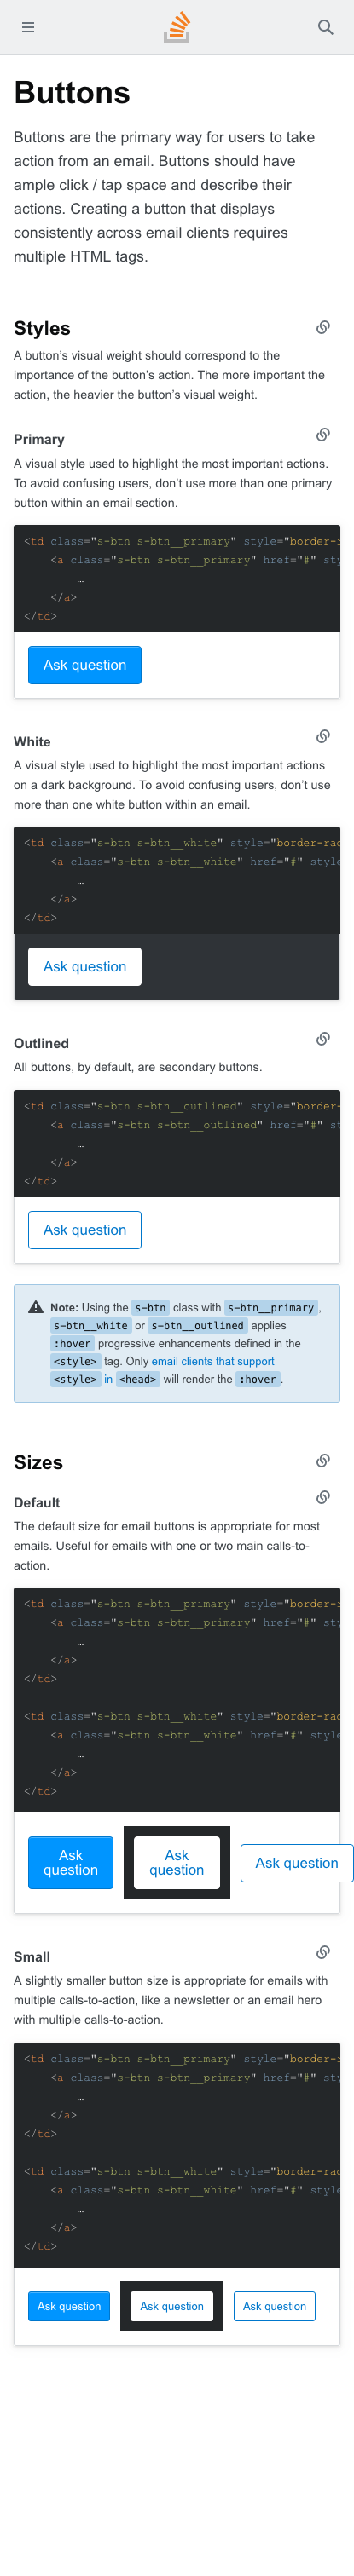 Buttons
Buttons are the primary way for users to take
action from an email. Buttons should have
ample click / tap space and describe their
actions. Creating a button that displays
consistently across email clients requires
multiple HTML tags.
Styles
A button’s visual weight should correspond to the
importance of the button’s action. The more important the
action, the heavier the button’s visual weight.
Primary
A visual style used to highlight the most important actions.
To avoid confusing users, don’t use more than one primary
button within an email section.
<td class="s-btn s-btn__primary" style="border-r
<a class="s-btn s-btn__primary" href="#" sty
…
</a>
</td>
Ask question
White
A visual style used to highlight the most important actions
on a dark background. To avoid confusing users, don’t use
more than one white button within an email.
<td class="s-btn s-btn__white" style="border-rad
<a class="s-btn s-btn__white" href="#" style
…
</a>
</td>
Ask question
Outlined
All buttons, by default, are secondary buttons.
<td class="s-btn s-btn__outlined" style="border-
<a class="s-btn s-btn__outlined" href="#" st
…
</a>
</td>
Ask question
Note: Using the s-btn class with s-btn__primary,
s-btn__white or s-btn__outlined applies
:hover progressive enhancements defined in the
<style> tag. Only email clients that support
<style> in <head> will render the :hover.
Sizes
Default
The default size for email buttons is appropriate for most
emails. Useful for emails with one or two main calls-to-
action.
<td class="s-btn s-btn__primary" style="border-r
<a class="s-btn s-btn__primary" href="#" sty
…
</a>
</td>
<td class="s-btn s-btn__white" style="border-rad
<a class="s-btn s-btn__white" href="#" style
…
</a>
</td>
Ask
question
Ask
question
Ask question
Small
A slightly smaller button size is appropriate for emails with
multiple calls-to-action, like a newsletter or an email hero
with multiple calls-to-action.
<td class="s-btn s-btn__primary" style="border-r
<a class="s-btn s-btn__primary" href="#" sty
…
</a>
</td>
<td class="s-btn s-btn__white" style="border-rad
<a class="s-btn s-btn__white" href="#" style
…
</a>
</td>
Ask question Ask question Ask question